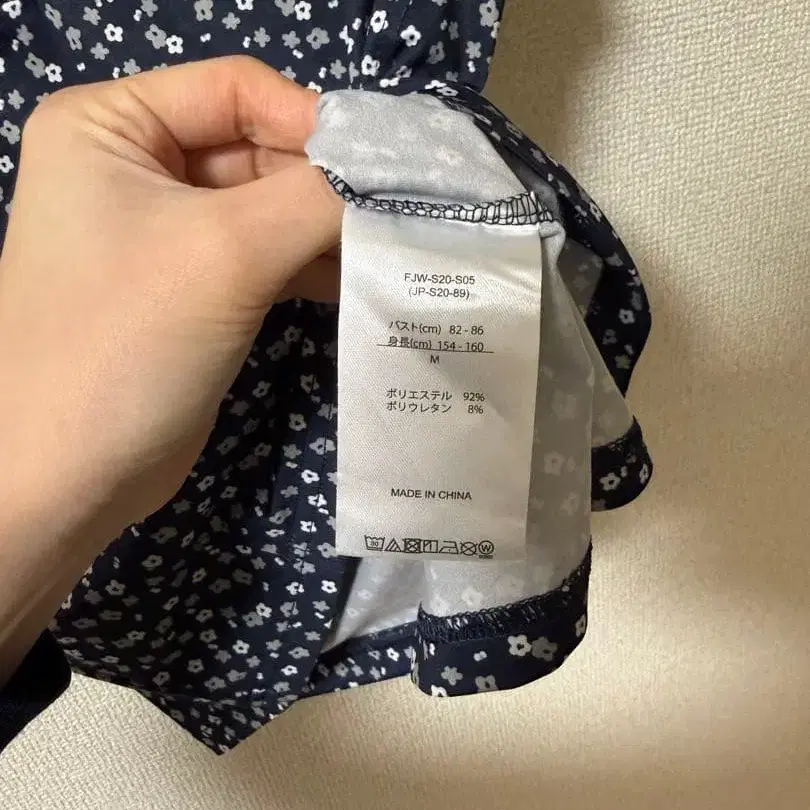 FJW-S20-S05
(JP-S20-89)
バスト(cm) 82 - 86
身長(cm) 154 - 160
M
ポリエステル 92%
ポリウレタン 8%
MADE IN CHINA
30 W